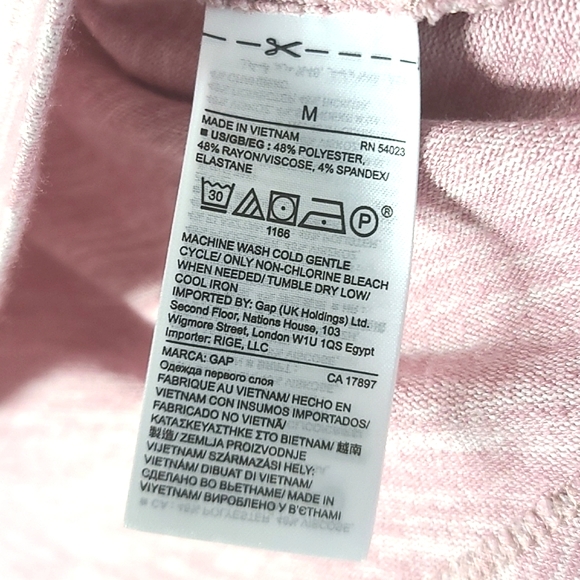 M
MADE IN VIETNAM RN 54023
■ US/GB/EG : 48% POLYESTER,
48% RAYON/VISCOSE, 4% SPANDEX/
ELASTANE
30 P ®
1166
MACHINE WASH COLD GENTLE
CYCLE/ ONLY NON-CHLORINE BLEACH
WHEN NEEDED/ TUMBLE DRY LOW/
COOL IRON
IMPORTED BY: Gap (UK Holdings) Ltd.
Second Floor, Nations House, 103
Wigmore Street, London W1U 1QS Egypt
Importer: RIGE, LLC
MARCA: GAP CA 17897
Одежда первого слоя
FABRIQUE AU VIETNAM/ HECHO EN
VIETNAM CON INSUMOS IMPORTADOS/
FABRICADO NO VIETNÃ/
ΚΑΤΑΣΚΕΥΑΣΤΗΚΕ ΣΤΟ ΒΙΕΤΝΑΜ/ 越南
製造/ ZEMLJA PROIZVODNJE
VIJETNAM/ SZÁRMAZÁSI HELY:
VIETNÁM/ DIBUAT DI VIETNAM/
СДЕЛАНО ВО ВЬЕТНАМЕ/ MADE IN
VIYETNAM/ ВИРОБЛЕНО У В'ЄТНАМІ